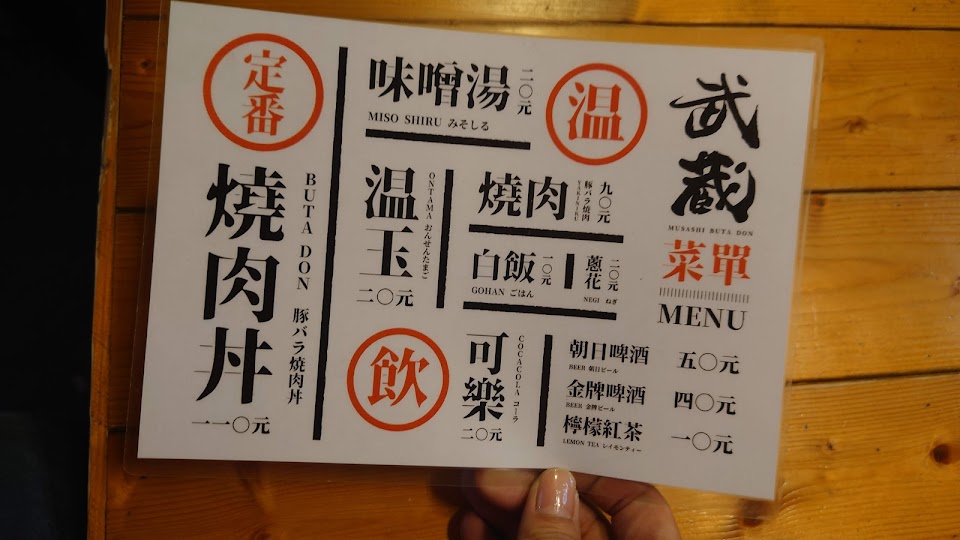 武藏
MUSASHI BUTA DON
菜單
MENU
定番
燒肉丼
BUTA DON 豚バラ焼肉丼
一一〇元
温
味噌湯
二〇元
MISO SHIRU みそしる
温玉
ONTAMA おんせんたまご
二〇元
燒肉
YAKINIKU
豚バラ焼肉
九〇元
白飯
一〇元
GOHAN ごはん
蔥花
二〇元
NEGI ねぎ
飲
可樂
COCACOLA コーラ
二〇元
朝日啤酒 五〇元
BEER 朝日ビール
金牌啤酒 四〇元
BEER 金牌ビール
檸檬紅茶 一〇元
LEMON TEA レイモンティー